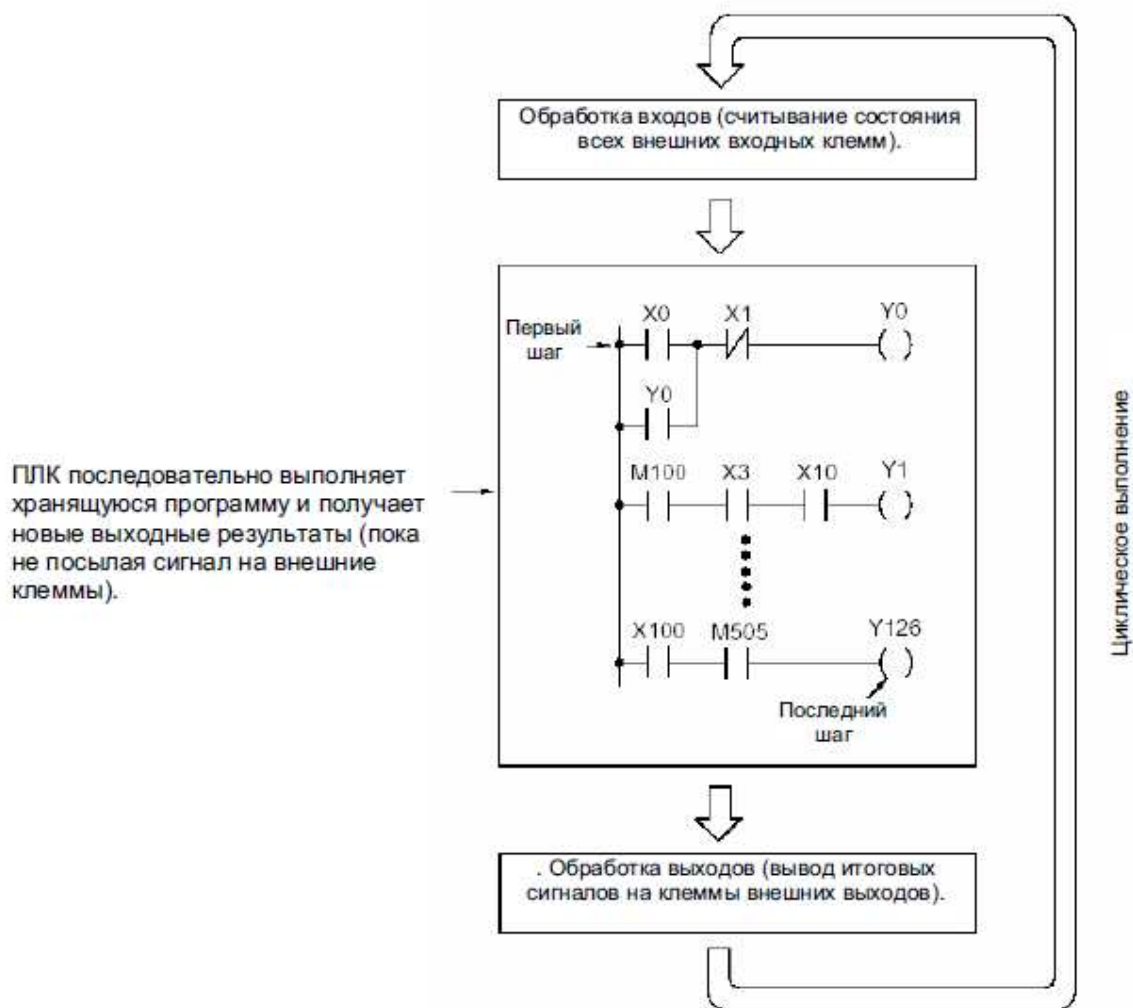 Обработка входов (считывание состояния
всех внешних входных клемм).
Первый
шаг
X0
X1
Y0
Y0
M100
X3
X10
Y1
X100
M505
Y126
Последний
шаг
ПЛК последовательно выполняет
хранящуюся программу и получает
новые выходные результаты (пока
не посылая сигнал на внешние
клеммы).
. Обработка выходов (вывод итоговых
сигналов на клеммы внешних выходов).
Циклическое выполнение